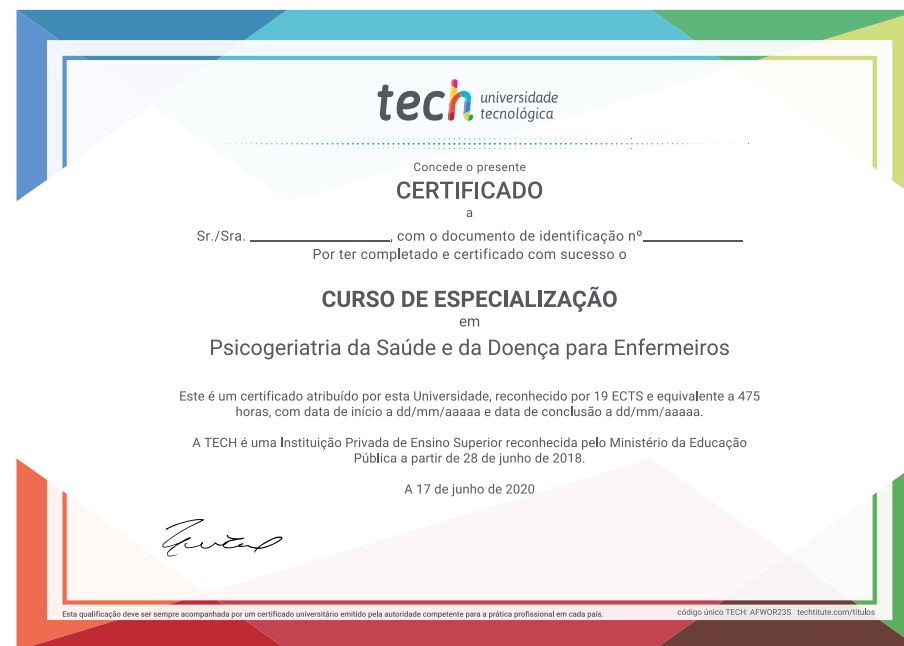 tech universidade
tecnológica
Concede o presente
CERTIFICADO
a
Sr./Sra. , com o documento de identificação nº
Por ter completado e certificado com sucesso o
CURSO DE ESPECIALIZAÇÃO
em
Psicogeriatria da Saúde e da Doença para Enfermeiros
Este é um certificado atribuído por esta Universidade, reconhecido por 19 ECTS e equivalente a 475
horas, com data de início a dd/mm/aaaaa e data de conclusão a dd/mm/aaaaa.
A TECH é uma Instituição Privada de Ensino Superior reconhecida pelo Ministério da Educação
Pública a partir de 28 de junho de 2018.
A 17 de junho de 2020
Esta qualificação deve ser sempre acompanhada por um certificado universitário emitido pela autoridade competente para a prática profissional em cada país.
código único TECH: AFWOR23S techtitute.com/titulos